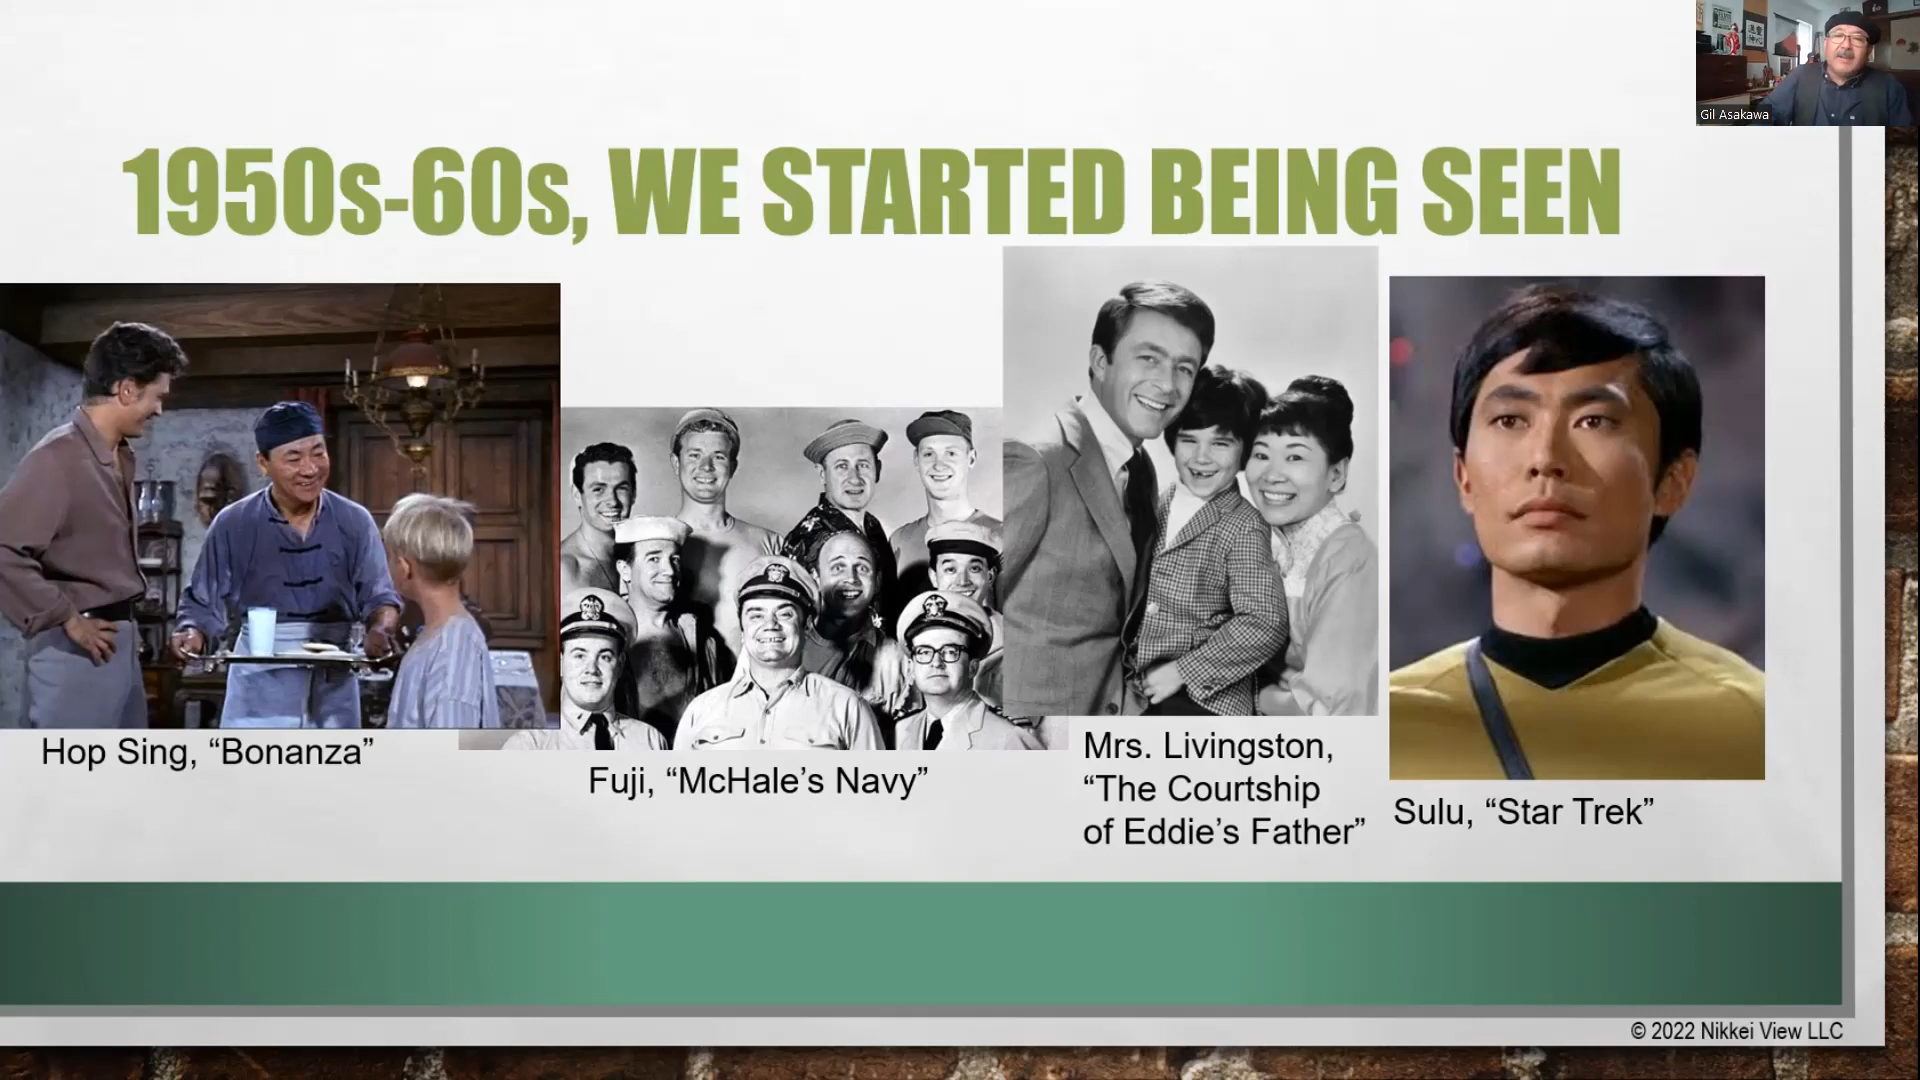 Gil Asakawa
1950s-60s, WE STARTED BEING SEEN
Hop Sing, “Bonanza”
Fuji, “McHale’s Navy”
Mrs. Livingston,
“The Courtship
of Eddie’s Father”
Sulu, “Star Trek”
© 2022 Nikkei View LLC